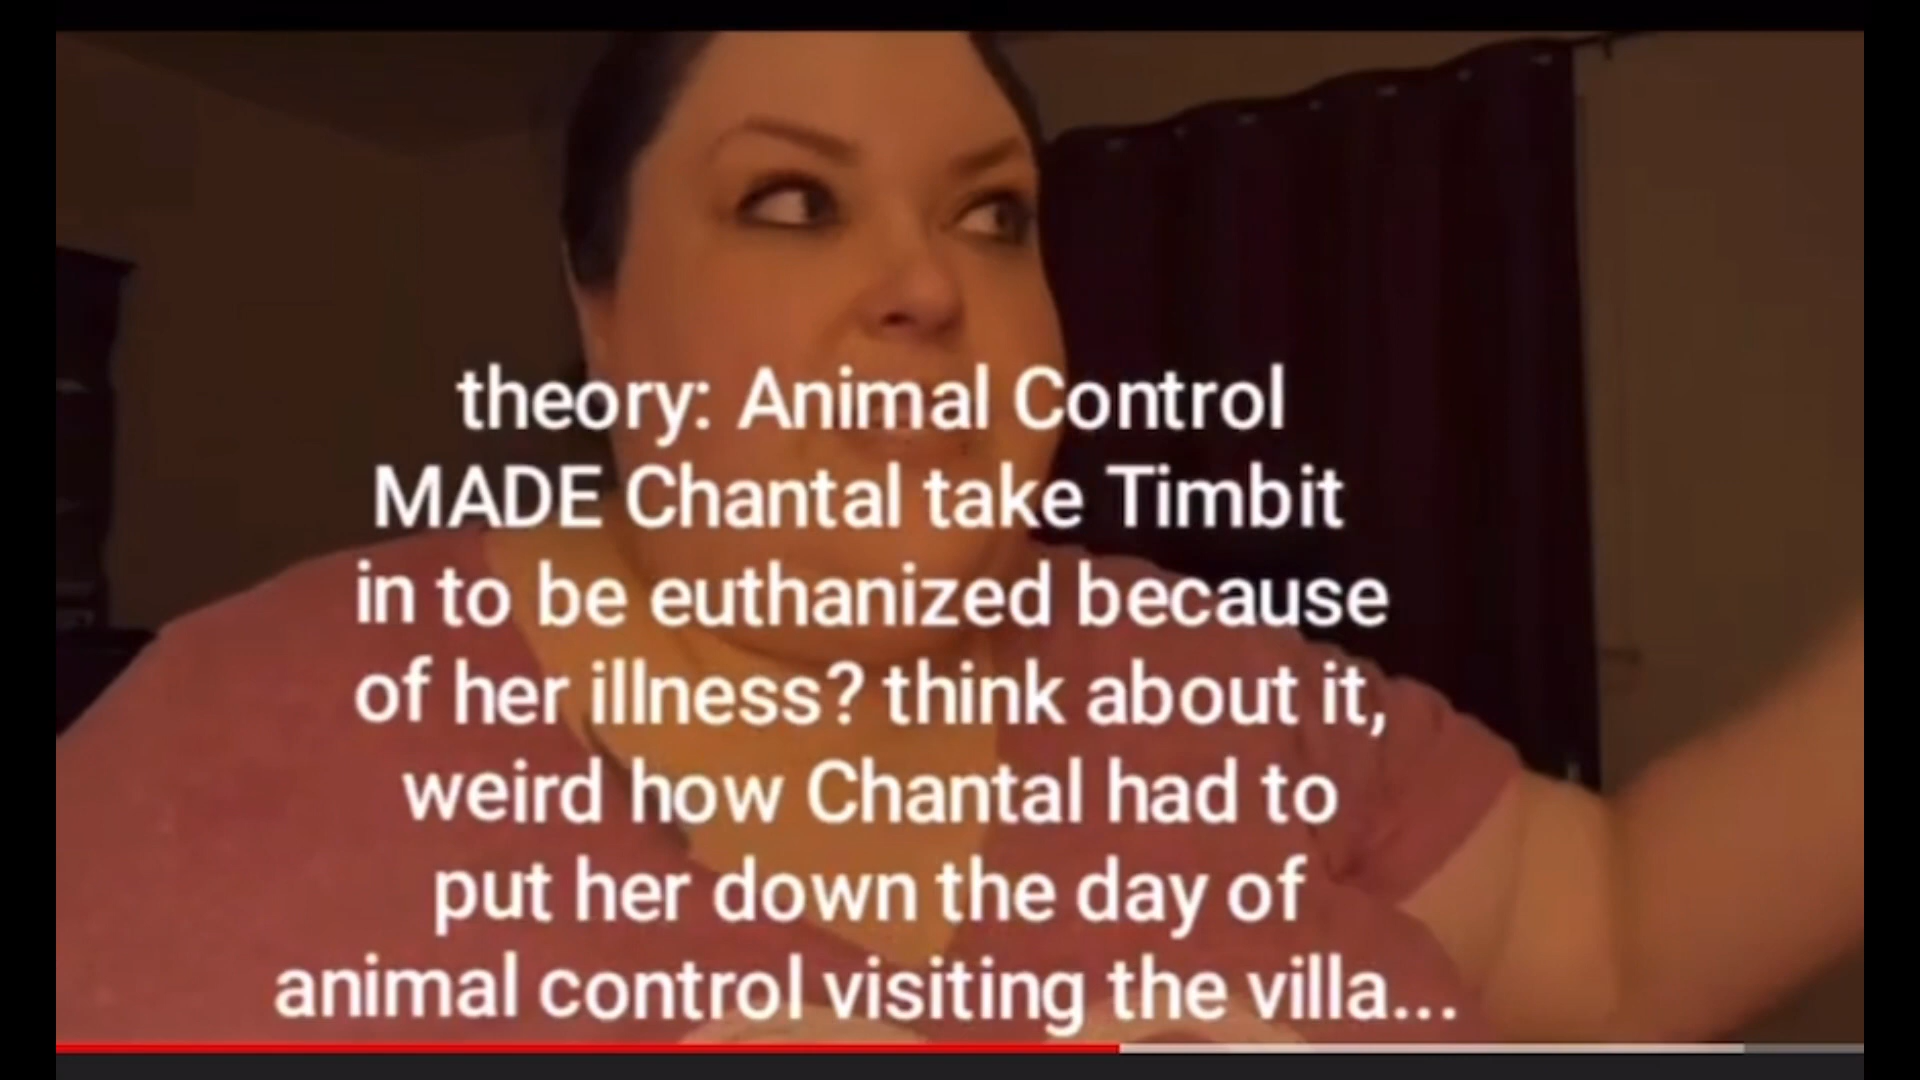 theory: Animal Control
MADE Chantal take Timbit
in to be euthanized because
of her illness? think about it,
weird how Chantal had to
put her down the day of
animal control visiting the villa...